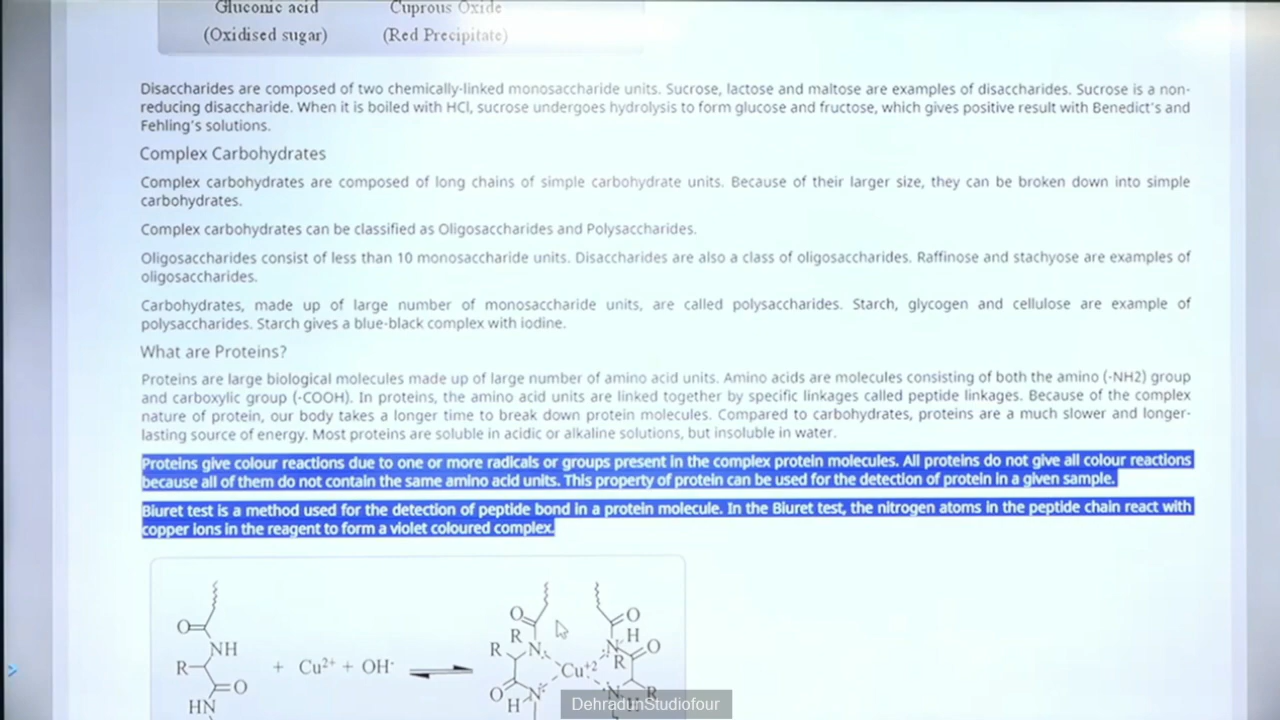 Gluconic acid Cuprous Oxide
(Oxidised sugar) (Red Precipitate)
Disaccharides are composed of two chemically-linked monosaccharide units. Sucrose, lactose and maltose are examples of disaccharides. Sucrose is a non-
reducing disaccharide. When it is boiled with HCl, sucrose undergoes hydrolysis to form glucose and fructose, which gives positive result with Benedict's and
Fehling's solutions.
Complex Carbohydrates
Complex carbohydrates are composed of long chains of simple carbohydrate units. Because of their larger size, they can be broken down into simple
carbohydrates.
Complex carbohydrates can be classified as Oligosaccharides and Polysaccharides.
Oligosaccharides consist of less than 10 monosaccharide units. Disaccharides are also a class of oligosaccharides. Raffinose and stachyose are examples of
oligosaccharides.
Carbohydrates, made up of large number of monosaccharide units, are called polysaccharides. Starch, glycogen and cellulose are example of
polysaccharides. Starch gives a blue-black complex with iodine.
What are Proteins?
Proteins are large biological molecules made up of large number of amino acid units. Amino acids are molecules consisting of both the amino (-NH2) group
and carboxylic group (-COOH). In proteins, the amino acid units are linked together by specific linkages called peptide linkages. Because of the complex
nature of protein, our body takes a longer time to break down protein molecules. Compared to carbohydrates, proteins are a much slower and longer-
lasting source of energy. Most proteins are soluble in acidic or alkaline solutions, but insoluble in water.
Proteins give colour reactions due to one or more radicals or groups present in the complex protein molecules. All proteins do not give all colour reactions
because all of them do not contain the same amino acid units. This property of protein can be used for the detection of protein in a given sample.
Biuret test is a method used for the detection of peptide bond in a protein molecule. In the Biuret test, the nitrogen atoms in the peptide chain react with
copper ions in the reagent to form a violet coloured complex.
O O O
NH R N N H O
R + Cu²⁺ + OH⁻ R Cu⁺² R
O O N N R
HN H H
DehradunStudiofour